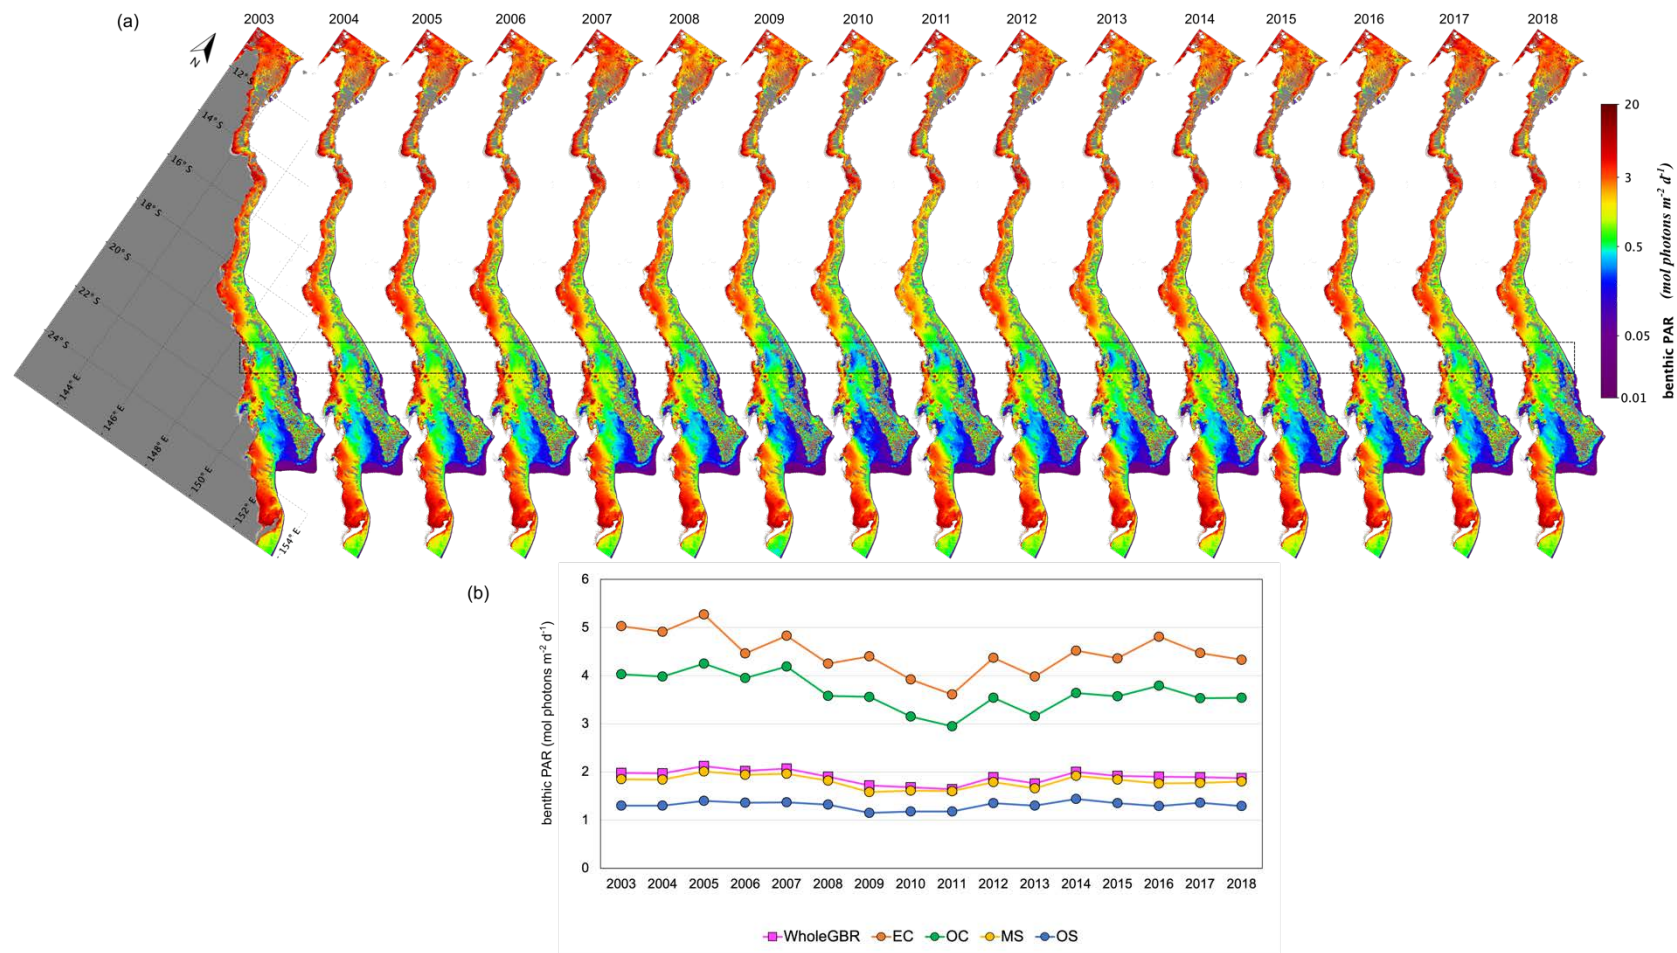 (a)
2003 2004 2005 2006 2007 2008 2009 2010 2011 2012 2013 2014 2015 2016 2017 2018
N
12° S
14° S
16° S
18° S
20° S
22° S
24° S
144° E
146° E
148° E
150° E
152° E
154° E
20
3
0.5
0.05
0.01
benthic PAR (mol photons m⁻² d⁻¹)
(b)
benthic PAR (mol photons m⁻² d⁻¹)
6
5
4
3
2
1
0
2003 2004 2005 2006 2007 2008 2009 2010 2011 2012 2013 2014 2015 2016 2017 2018
WholeGBR EC OC MS OS